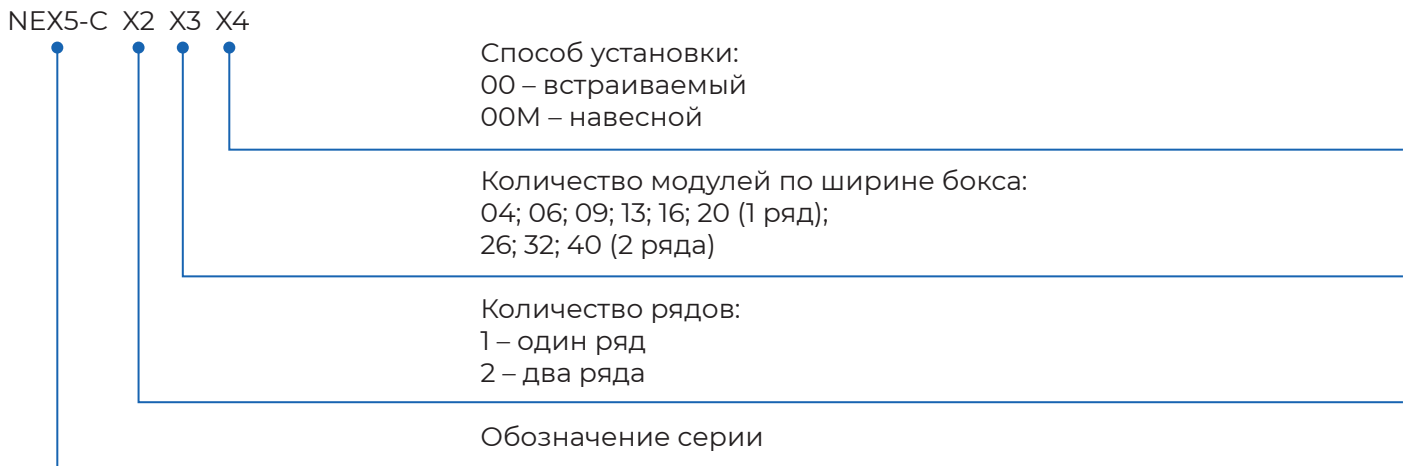 NEX5-C X2 X3 X4
Способ установки:
00 – встраиваемый
00М – навесной
Количество модулей по ширине бокса:
04; 06; 09; 13; 16; 20 (1 ряд);
26; 32; 40 (2 ряда)
Количество рядов:
1 – один ряд
2 – два ряда
Обозначение серии